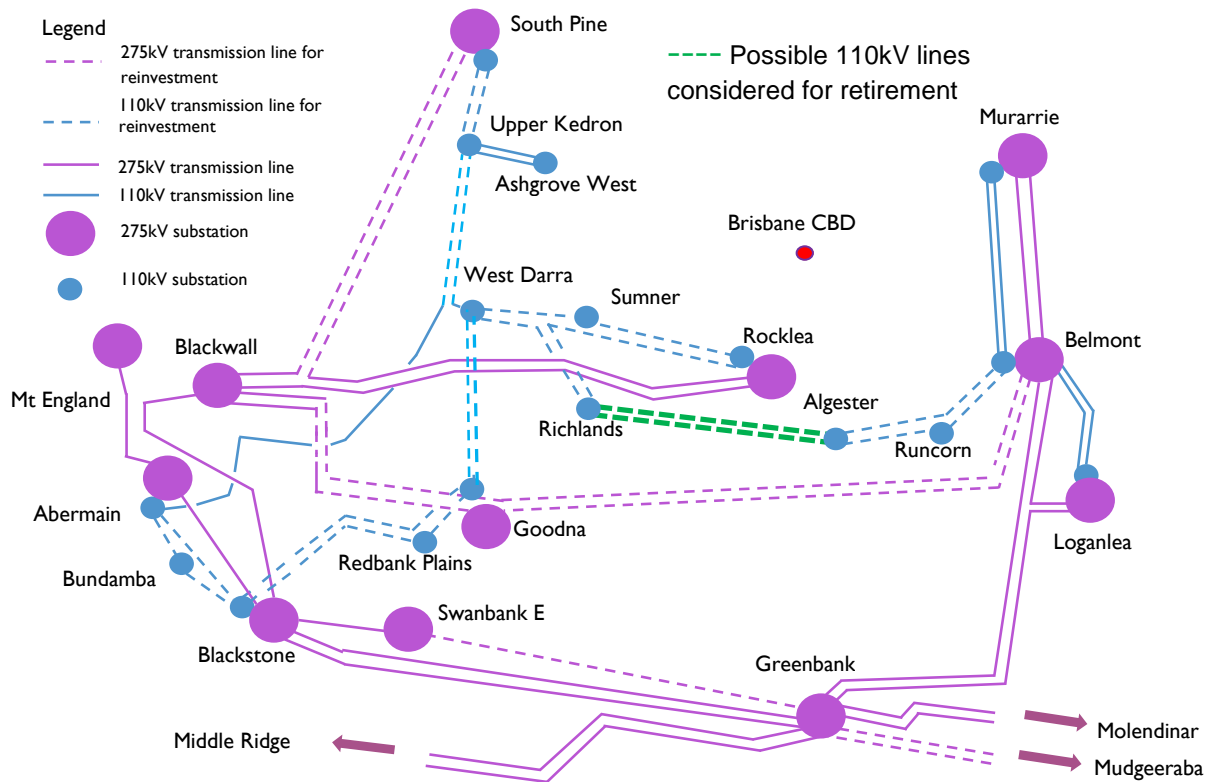 Legend
275kV transmission line for
reinvestment
110kV transmission line for
reinvestment
275kV transmission line
110kV transmission line
275kV substation
110kV substation
South Pine
Possible 110kV lines
considered for retirement
Murarrie
Upper Kedron
Ashgrove West
Brisbane CBD
West Darra
Sumner
Rocklea
Belmont
Blackwall
Mt England
Richlands
Algester
Runcorn
Abermain
Goodna
Loganlea
Redbank Plains
Bundamba
Swanbank E
Blackstone
Greenbank
Middle Ridge
Molendinar
Mudgeeraba